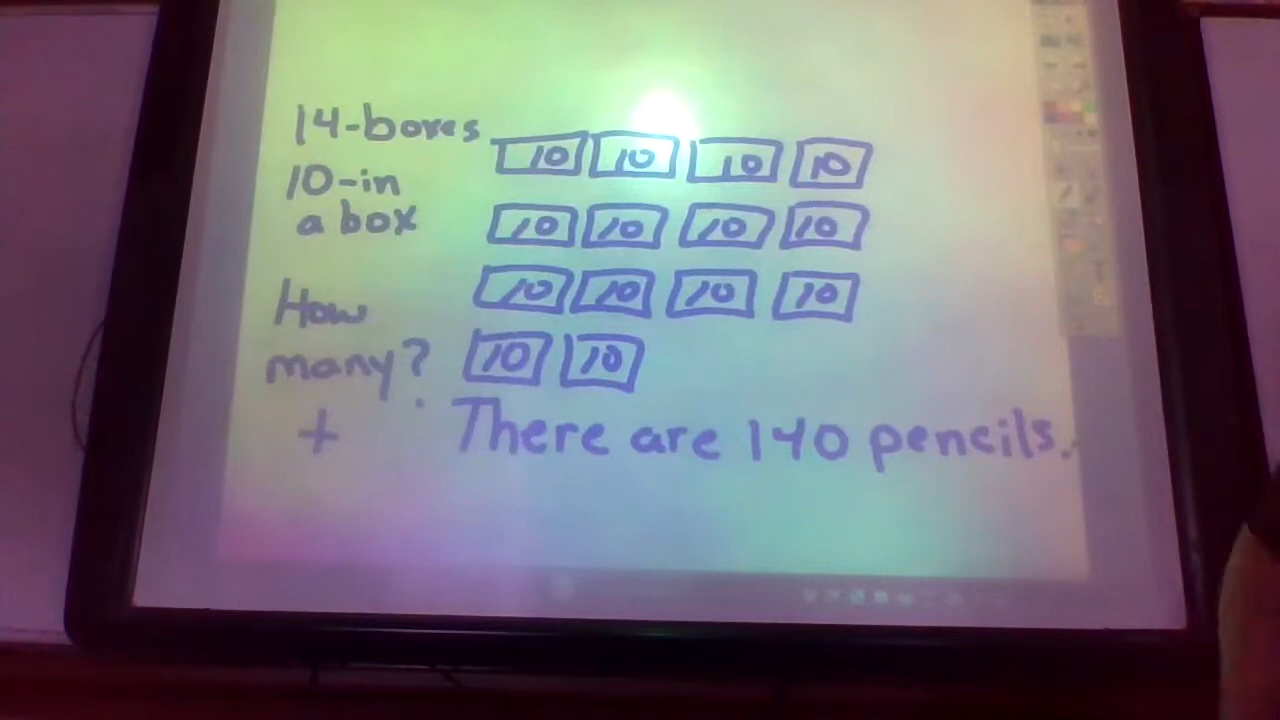 14-boxes
10-in
a box
How
many?
+
10 10 10 10
10 10 10 10
10 10 10 10
10 10
There are 140 pencils.